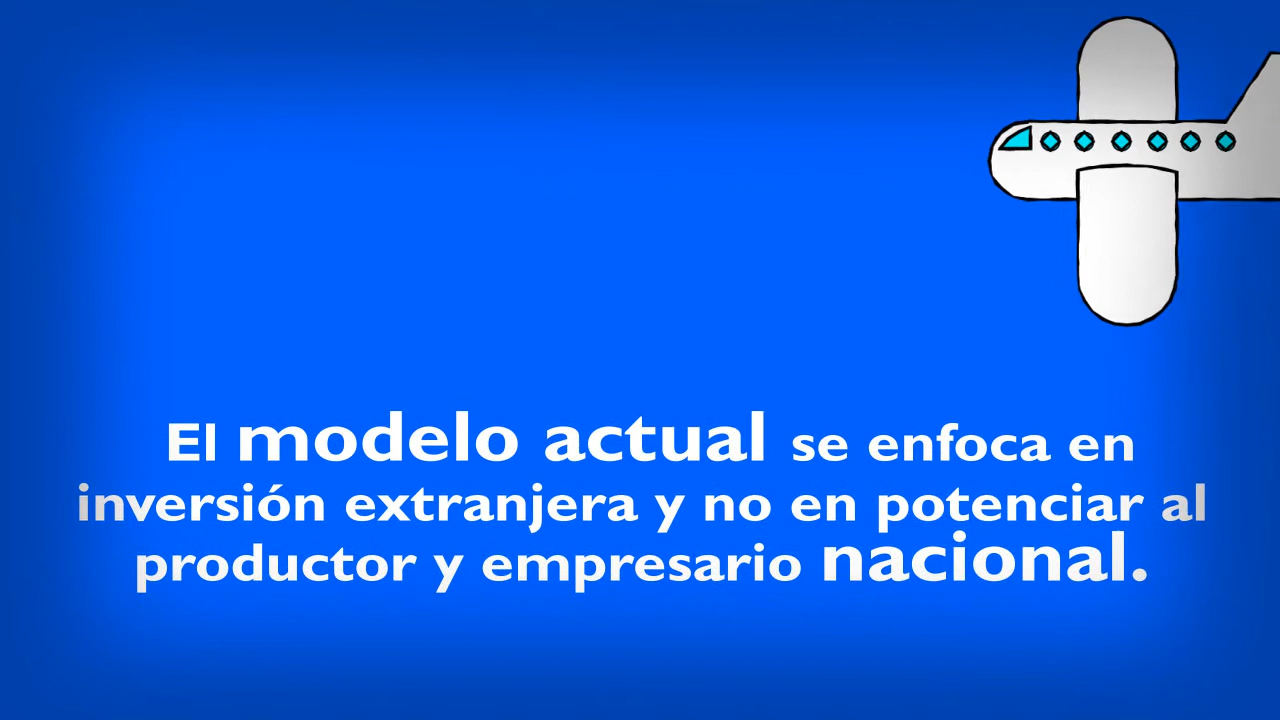 El modelo actual se enfoca en
inversión extranjera y no en potenciar al
productor y empresario nacional.